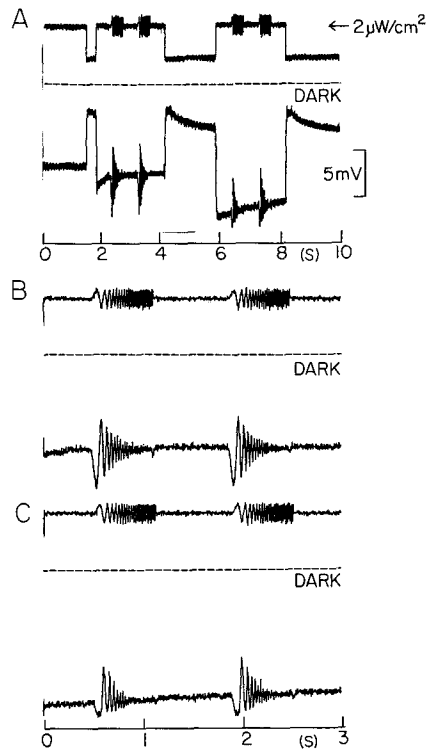 A
← 2µW/cm²
DARK
5mV
0 2 4 6 8 (S) 10
B
DARK
C
DARK
0 1 2 (S) 3